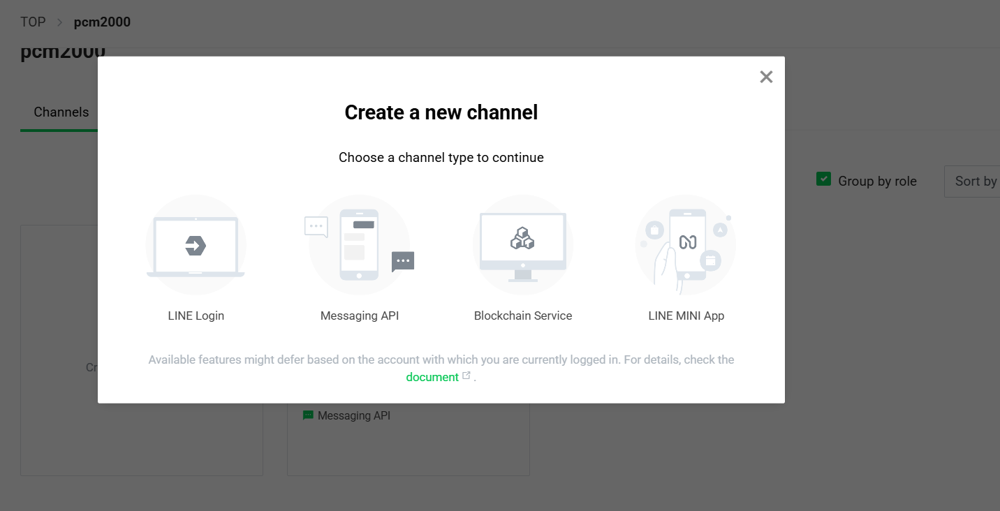 TOP > pcm2000
pcm2000
Create a new channel
Channels
Choose a channel type to continue
Group by role
Sort by
LINE Login
Messaging API
Blockchain Service
LINE MINI App
Available features might defer based on the account with which you are currently logged in. For details, check the
document .
Cr
Messaging API